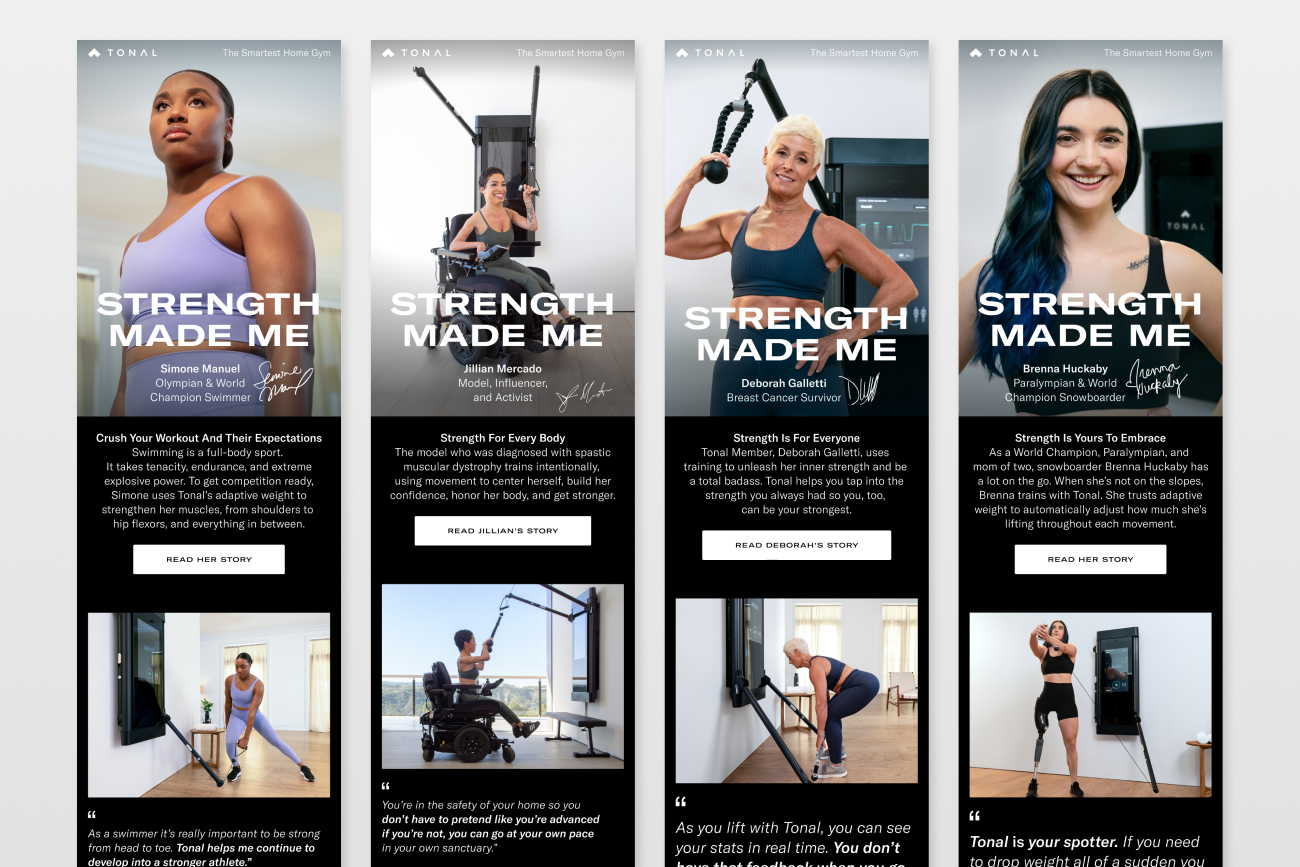 TONAL
The Smartest Home Gym
STRENGTH
MADE ME
Simone Manuel
Olympian & World
Champion Swimmer
Simone Manuel
Crush Your Workout And Their Expectations
Swimming is a full-body sport.
It takes tenacity, endurance, and extreme
explosive power. To get competition ready,
Simone uses Tonal's adaptive weight to
strengthen her muscles, from shoulders to
hip flexors, and everything in between.
READ HER STORY
“
As a swimmer it's really important to be strong
from head to toe. Tonal helps me continue to
develop into a stronger athlete.”
TONAL
The Smartest Home Gym
STRENGTH
MADE ME
Jillian Mercado
Model, Influencer,
and Activist
Strength For Every Body
The model who was diagnosed with spastic
muscular dystrophy trains intentionally,
using movement to center herself, build her
confidence, honor her body, and get stronger.
READ JILLIAN'S STORY
“
You're in the safety of your home so you
don't have to pretend like you're advanced
if you're not, you can go at your own pace
in your own sanctuary.”
TONAL
The Smartest Home Gym
STRENGTH
MADE ME
Deborah Galletti
Breast Cancer Survivor
Strength Is For Everyone
Tonal Member, Deborah Galletti, uses
training to unleash her inner strength and be
a total badass. Tonal helps you tap into the
strength you always had so you, too,
can be your strongest.
READ DEBORAH'S STORY
“
As you lift with Tonal, you can see
your stats in real time. You don't
have that feedback when you go
TONAL
The Smartest Home Gym
TONAL
STRENGTH
MADE ME
Brenna Huckaby
Paralympian & World
Champion Snowboarder
Brenna Huckaby
Strength Is Yours To Embrace
As a World Champion, Paralympian, and
mom of two, snowboarder Brenna Huckaby has
a lot on the go. When she's not on the slopes,
Brenna trains with Tonal. She trusts adaptive
weight to automatically adjust how much she's
lifting throughout each movement.
READ HER STORY
“
Tonal is your spotter. If you need
to drop weight all of a sudden you